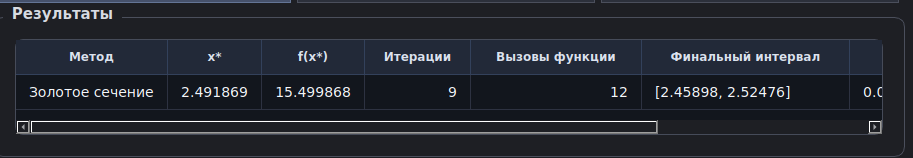 Результаты
Метод x* f(x*) Итерации Вызовы функции Финальный интервал
Золотое сечение 2.491869 15.499868 9 12 [2.45898, 2.52476]